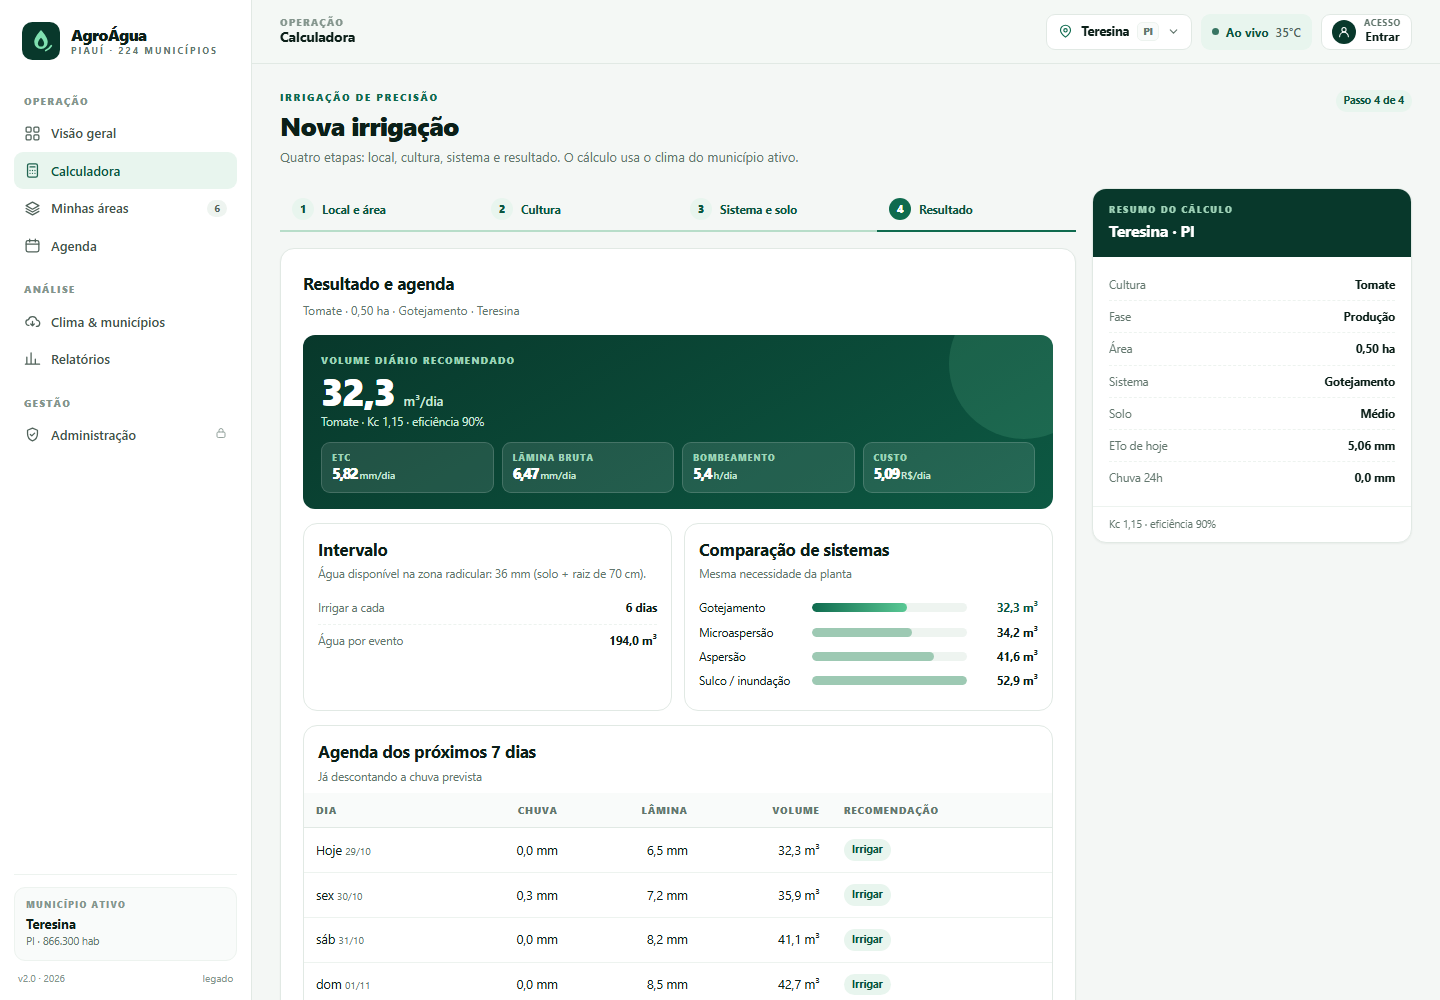 AgroÁgua
PIAUÍ · 224 MUNICÍPIOS
OPERAÇÃO
Visão geral
Calculadora
Minhas áreas 6
Agenda
ANÁLISE
Clima & municípios
Relatórios
GESTÃO
Administração
MUNICÍPIO ATIVO
Teresina
PI · 866.300 hab
v2.0 · 2026 legado
OPERAÇÃO
Calculadora
Teresina PI
Ao vivo 35°C
ACESSO
Entrar
IRRIGAÇÃO DE PRECISÃO
Nova irrigação
Quatro etapas: local, cultura, sistema e resultado. O cálculo usa o clima do município ativo.
Passo 4 de 4
1 Local e área 2 Cultura 3 Sistema e solo 4 Resultado
Resultado e agenda
Tomate · 0,50 ha · Gotejamento · Teresina
VOLUME DIÁRIO RECOMENDADO
32,3 m³/dia
Tomate · Kc 1,15 · eficiência 90%
ETC
5,82 mm/dia
LÂMINA BRUTA
6,47 mm/dia
BOMBEAMENTO
5,4 h/dia
CUSTO
5,09 R$/dia
Intervalo
Água disponível na zona radicular: 36 mm (solo + raiz de 70 cm).
Irrigar a cada 6 dias
Água por evento 194,0 m³
Comparação de sistemas
Mesma necessidade da planta
Gotejamento 32,3 m³
Microaspersão 34,2 m³
Aspersão 41,6 m³
Sulco / inundação 52,9 m³
Agenda dos próximos 7 dias
Já descontando a chuva prevista
DIA CHUVA LÂMINA VOLUME RECOMENDAÇÃO
Hoje 29/10 0,0 mm 6,5 mm 32,3 m³ Irrigar
sex 30/10 0,3 mm 7,2 mm 35,9 m³ Irrigar
sáb 31/10 0,0 mm 8,2 mm 41,1 m³ Irrigar
dom 01/11 0,0 mm 8,5 mm 42,7 m³ Irrigar
RESUMO DO CÁLCULO
Teresina · PI
Cultura Tomate
Fase Produção
Área 0,50 ha
Sistema Gotejamento
Solo Médio
ETo de hoje 5,06 mm
Chuva 24h 0,0 mm
Kc 1,15 · eficiência 90%